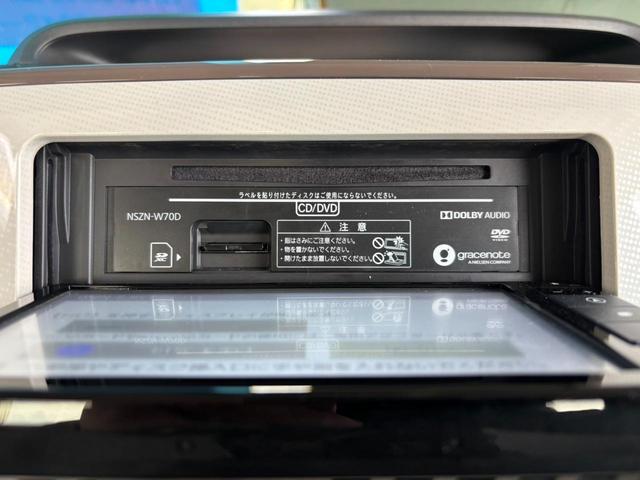 ラベルを貼り付けたディスクはご使用にならないでください。
CD/DVD
NSZN-W70D
DOLBY AUDIO
注意
・指はさみにご注意ください。
・物を置かないでください。
・開けたまま放置しないでください。
DVD
VIDEO
SD
XC
gracenote
A NIELSEN COMPANY